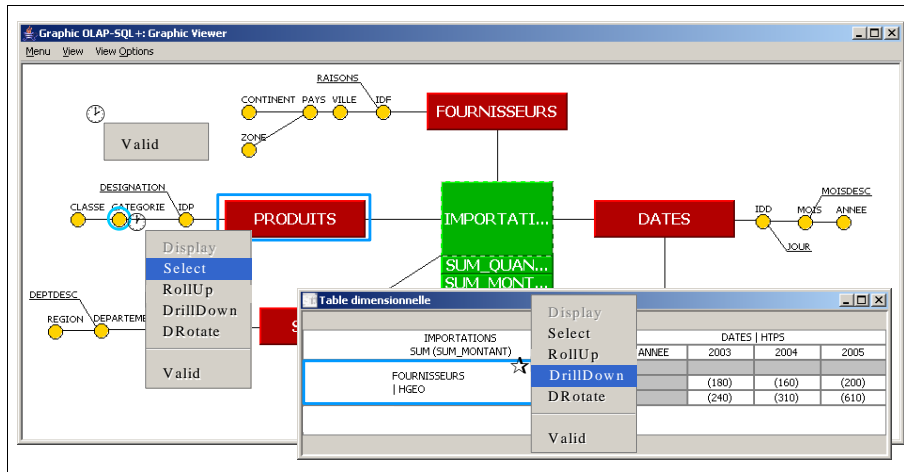 Graphic OLAP-SQL+: Graphic Viewer
Menu View View Options
RAISONS
CONTINENT PAYS VILLE IDF
FOURNISSEURS
ZONE
Valid
DESIGNATION
CLASSE CATEGORIE IDP
PRODUITS
IMPORTATI...
DATES
MOISDESC
IDD MOIS ANNEE
JOUR
SUM_QUAN...
SUM_MONT...
Display
Select
RollUp
DrillDown
DRotate
Valid
DEPTDESC
REGION DEPARTEME
S
Table dimensionnelle
IMPORTATIONS
SUM (SUM_MONTANT)
DATES | HTPS
ANNEE 2003 2004 2005
FOURNISSEURS
| HGEO
(180) (160) (200)
(240) (310) (610)
Display
Select
RollUp
DrillDown
DRotate
Valid